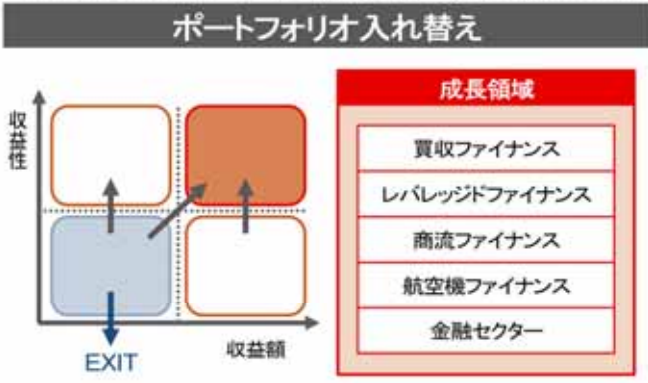 ポートフォリオ入れ替え
収益性
EXIT
収益額
成長領域
買収ファイナンス
レバレッジドファイナンス
商流ファイナンス
航空機ファイナンス
金融セクター